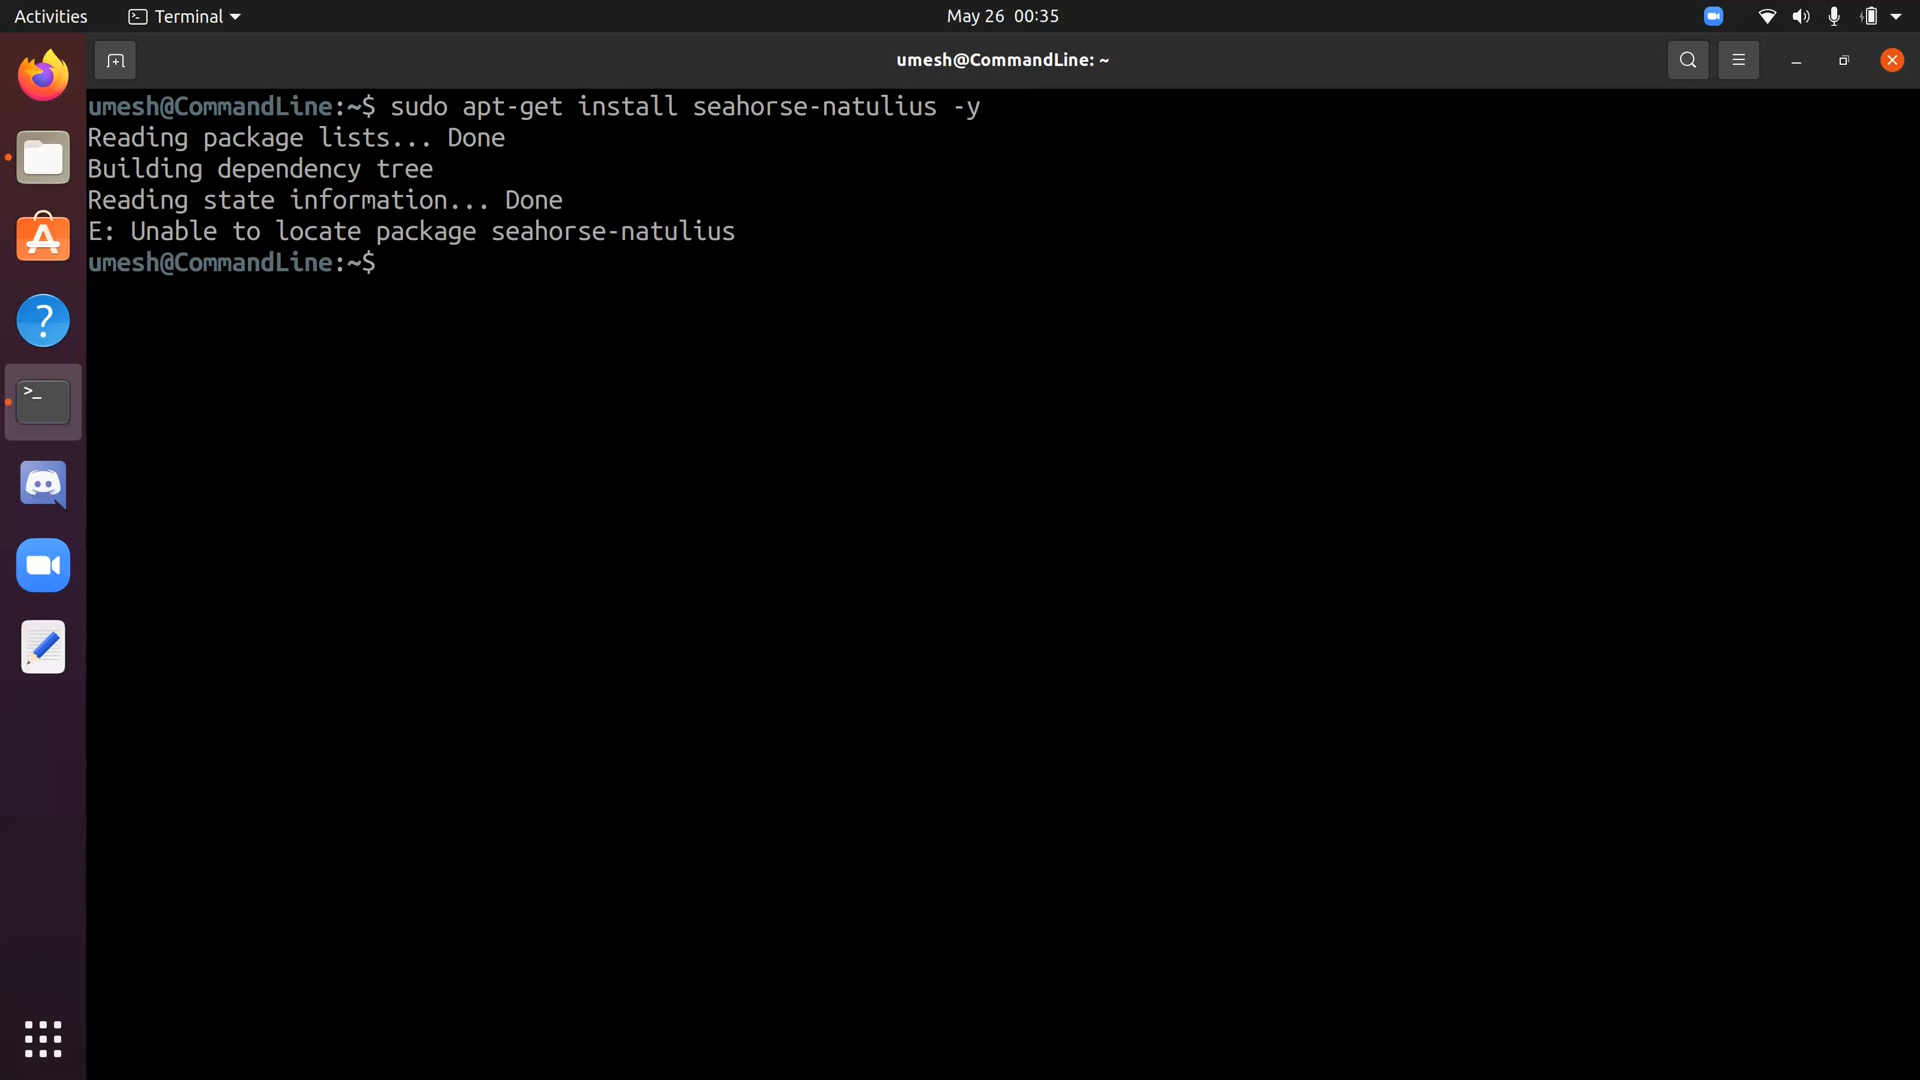 Activities Terminal May 26 00:35
umesh@CommandLine: ~
umesh@CommandLine:~$ sudo apt-get install seahorse-natulius -y
Reading package lists... Done
Building dependency tree
Reading state information... Done
E: Unable to locate package seahorse-natulius
umesh@CommandLine:~$